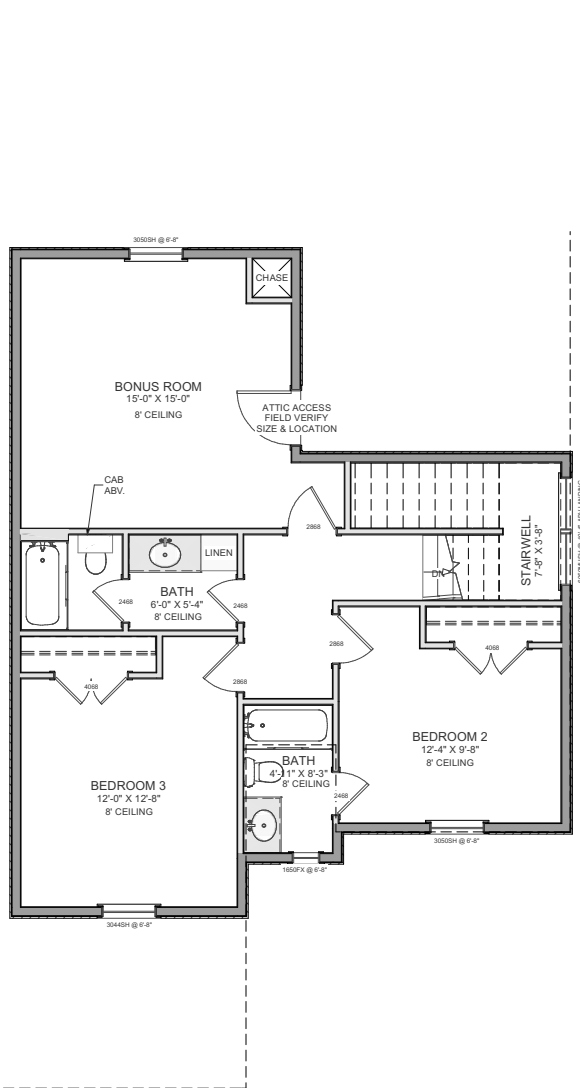 3050SH @ 6'-8"
CHASE
BONUS ROOM
15'-0" X 15'-0"
8' CEILING
ATTIC ACCESS
FIELD VERIFY
SIZE & LOCATION
CAB
ABV.
2868
STAIRWELL
7'-8" X 3'-8"
LINEN
DN
BATH
6'-0" X 5'-4"
8' CEILING
2468
2468
2868
4068
2868
4068
BEDROOM 2
12'-4" X 9'-8"
8' CEILING
BATH
4'-11" X 8'-3"
8' CEILING
2468
BEDROOM 3
12'-0" X 12'-8"
8' CEILING
3050SH @ 6'-8"
1650FX @ 6'-8"
3044SH @ 6'-8"